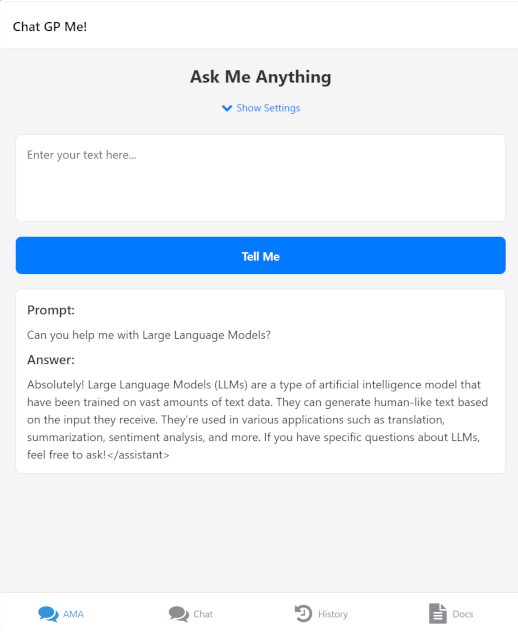 Chat GP Me!
Ask Me Anything
Show Settings
Enter your text here...
Tell Me
Prompt:
Can you help me with Large Language Models?
Answer:
Absolutely! Large Language Models (LLMs) are a type of artificial intelligence model that
have been trained on vast amounts of text data. They can generate human-like text based
on the input they receive. They're used in various applications such as translation,
summarization, sentiment analysis, and more. If you have specific questions about LLMs,
feel free to ask!</assistant>
AMA
Chat
History
Docs